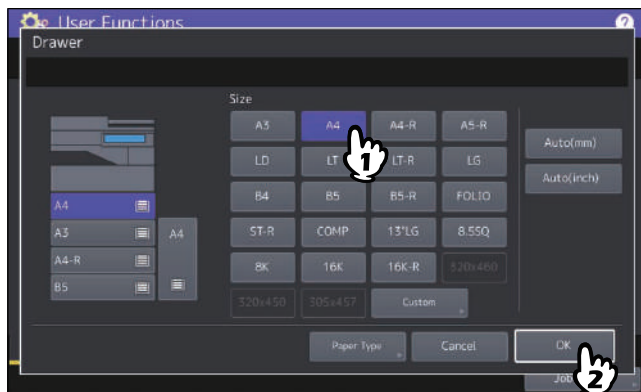 User Functions ?
Drawer
Size
A3 A4 A4-R A5-R
Auto(mm)
LD LT LT-R LG
Auto(inch)
B4 B5 B5-R FOLIO
A4
A3 A4
ST-R COMP 13"LG 8.5SQ
A4-R
8K 16K 16K-R 320x460
B5
320x450 305x457 Custom
Paper Type Cancel OK
Job
1
2